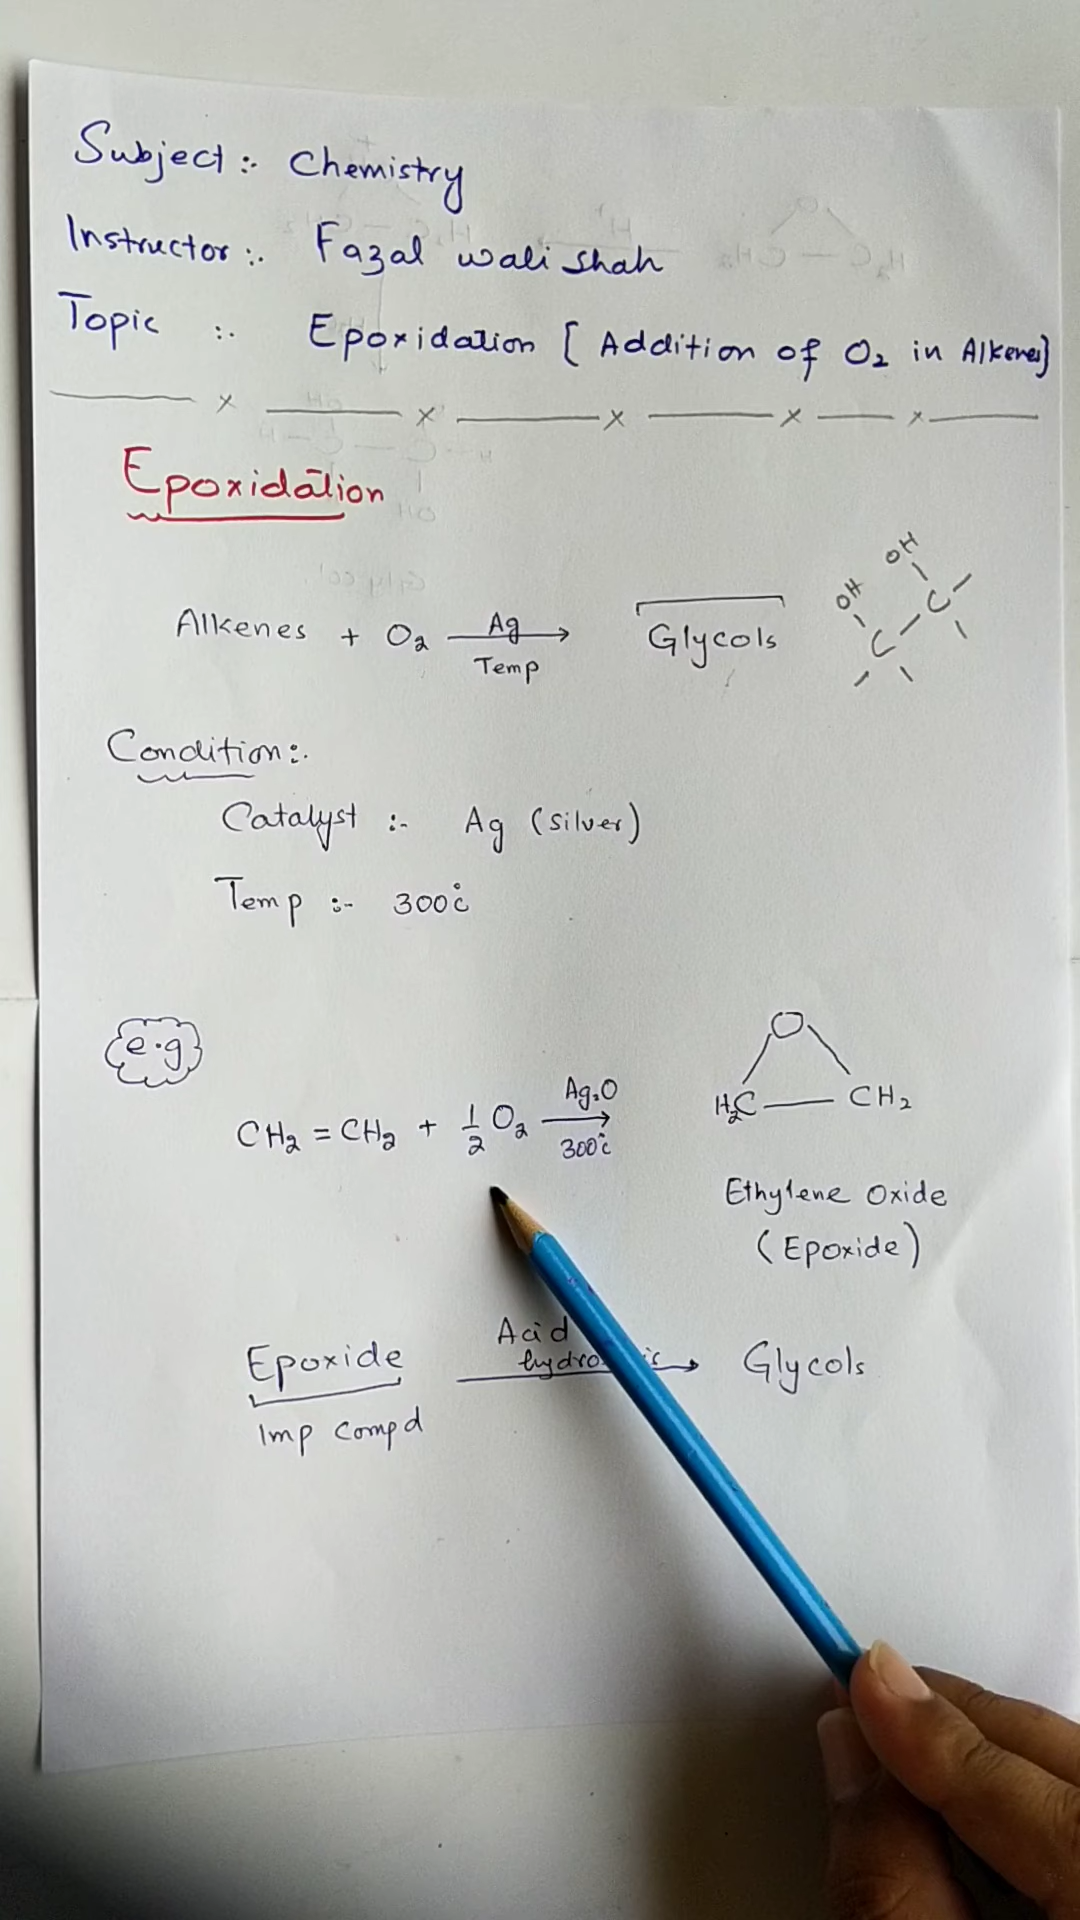 Subject :- Chemistry
Instructor :- Fazal wali shah
Topic :- Epoxidation [ Addition of O2 in Alkenes]
x x x x x
Epoxidation
Alkenes + O2 Ag Temp → Glycols
OH OH
C C
Condition :-
Catalyst :- Ag (silver)
Temp :- 300°C
e.g
CH2 = CH2 + 1/2 O2 Ag2O 300°C →
O
H2C — CH2
Ethylene Oxide
(Epoxide)
Epoxide Acid → Glycols
Imp compd